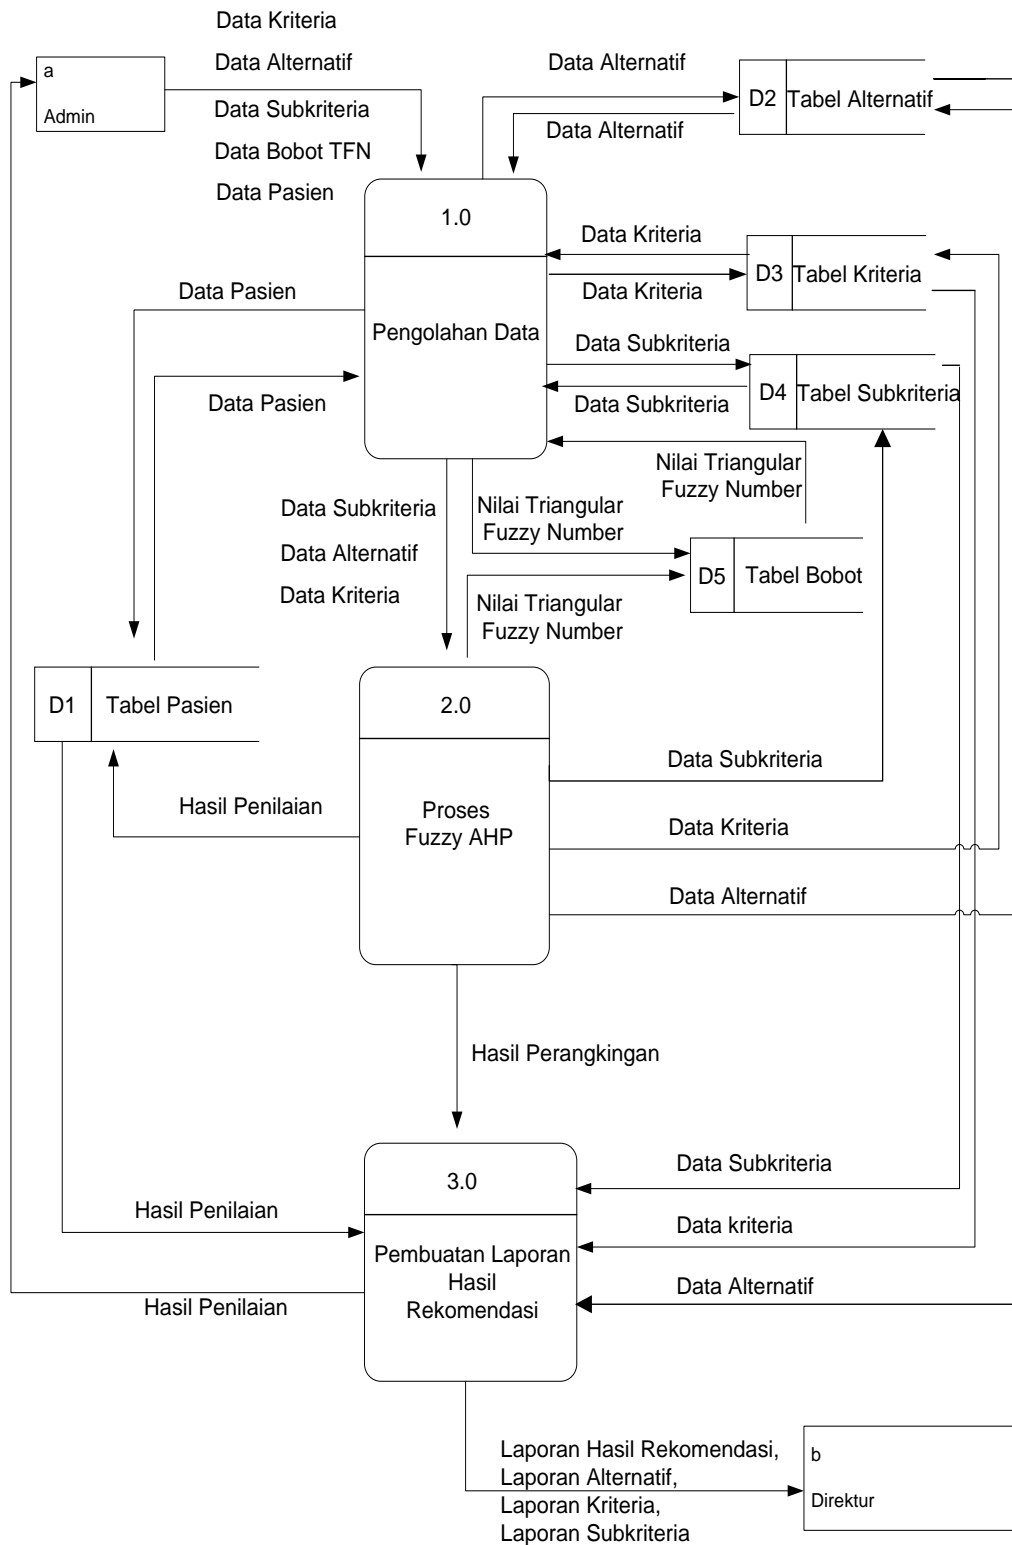 Data Kriteria
a
Admin
Data Alternatif
Data Subkriteria
Data Bobot TFN
Data Pasien
Data Alternatif
Data Alternatif
D2 Tabel Alternatif
1.0
Pengolahan Data
Data Kriteria
Data Kriteria
D3 Tabel Kriteria
Data Pasien
Data Pasien
Data Subkriteria
Data Subkriteria
D4 Tabel Subkriteria
Nilai Triangular
Fuzzy Number
Data Subkriteria
Data Alternatif
Data Kriteria
Nilai Triangular
Fuzzy Number
D5 Tabel Bobot
Nilai Triangular
Fuzzy Number
D1 Tabel Pasien
2.0
Proses
Fuzzy AHP
Hasil Penilaian
Data Subkriteria
Data Kriteria
Data Alternatif
Hasil Perangkingan
3.0
Pembuatan Laporan
Hasil
Rekomendasi
Hasil Penilaian
Hasil Penilaian
Data Subkriteria
Data kriteria
Data Alternatif
Laporan Hasil Rekomendasi,
Laporan Alternatif,
Laporan Kriteria,
Laporan Subkriteria
b
Direktur